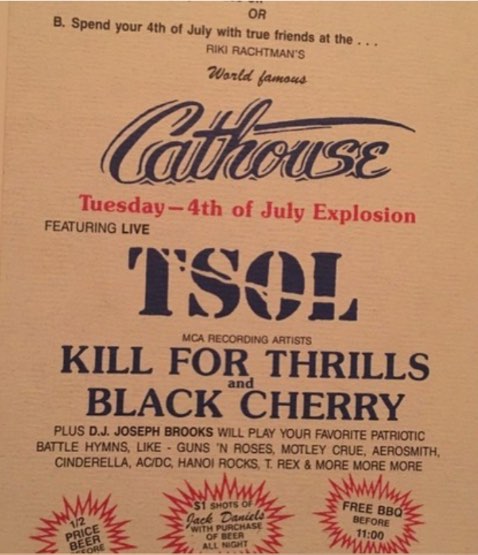 OR
B. Spend your 4th of July with true friends at the . . .
RIKI RACHTMAN'S
World famous
Cathouse
Tuesday—4th of July Explosion
FEATURING LIVE
TSOL
MCA RECORDING ARTISTS
KILL FOR THRILLS
and
BLACK CHERRY
PLUS D.J. JOSEPH BROOKS WILL PLAY YOUR FAVORITE PATRIOTIC
BATTLE HYMNS, LIKE - GUNS 'N ROSES, MOTLEY CRUE, AEROSMITH,
CINDERELLA, AC/DC, HANOI ROCKS, T. REX & MORE MORE MORE
1/2
PRICE
BEER
$1 SHOTS OF
Jack Daniels
WITH PURCHASE
OF BEER
ALL NIGHT
FREE BBQ
BEFORE
11:00